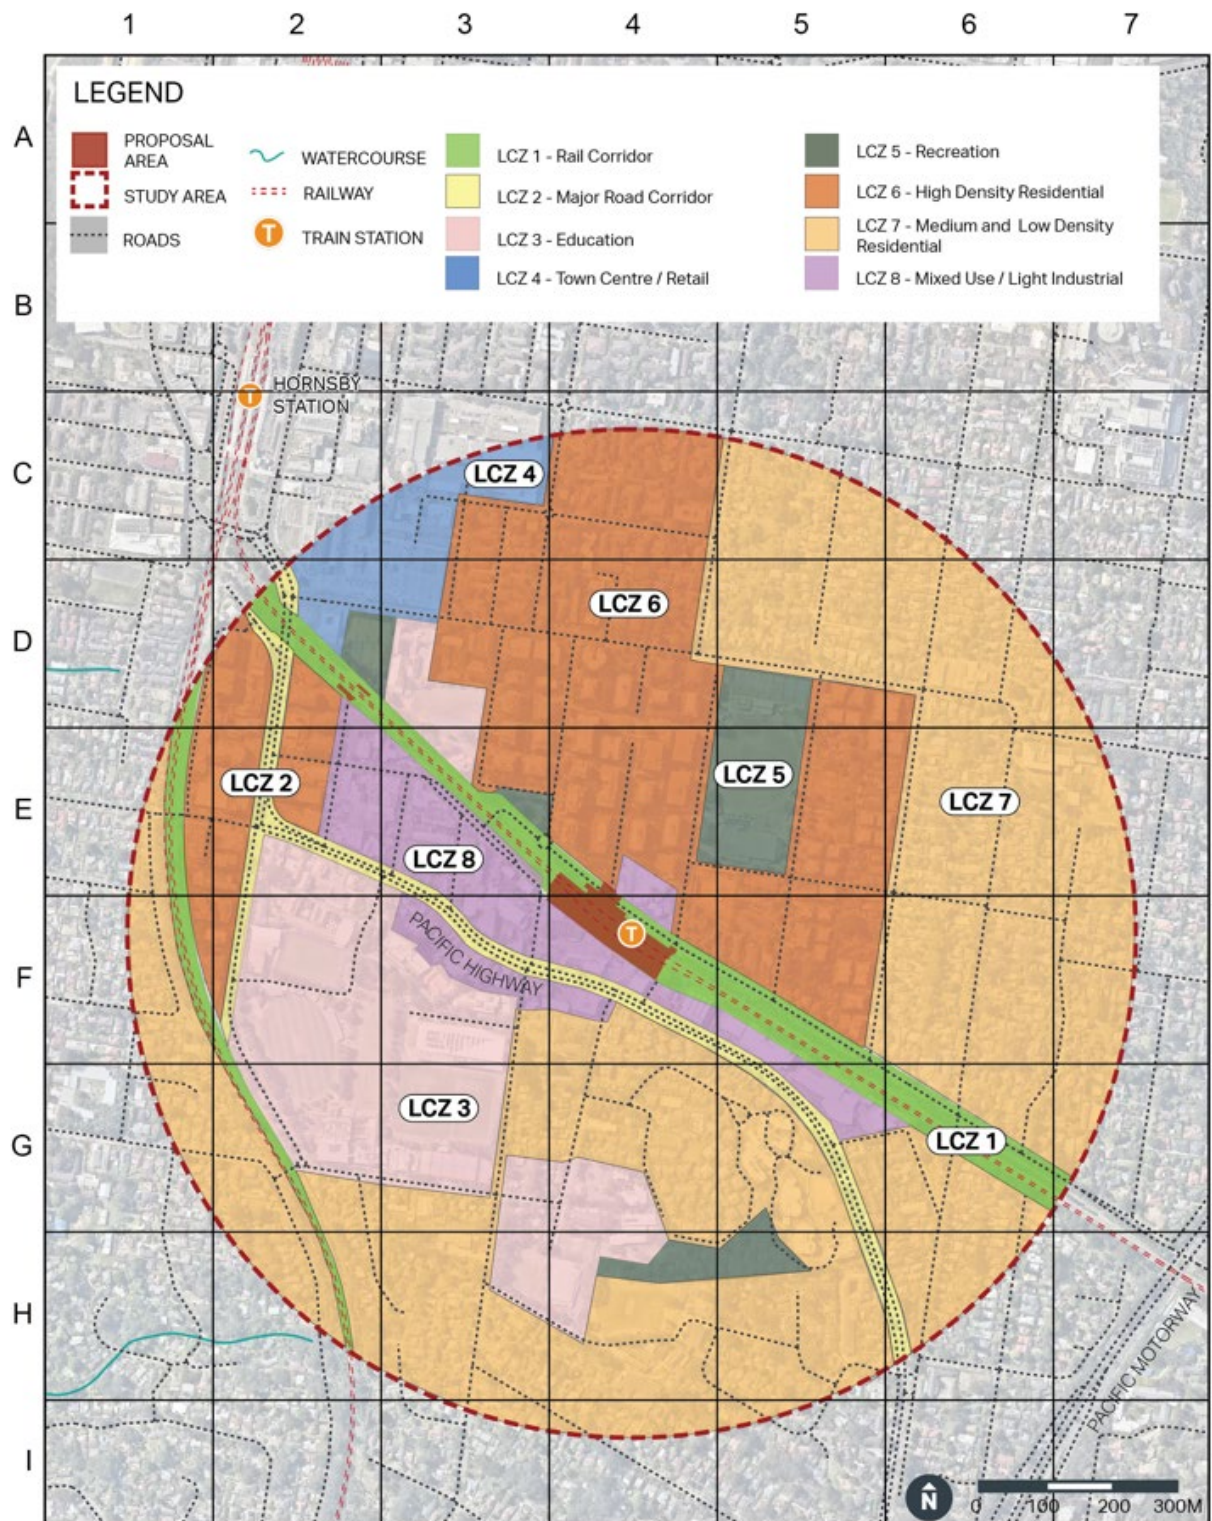 1 2 3 4 5 6 7
A
B
C
D
E
F
G
H
I
LEGEND
PROPOSAL
AREA
STUDY AREA
ROADS
WATERCOURSE
RAILWAY
T
TRAIN STATION
LCZ 1 - Rail Corridor
LCZ 2 - Major Road Corridor
LCZ 3 - Education
LCZ 4 - Town Centre / Retail
LCZ 5 - Recreation
LCZ 6 - High Density Residential
LCZ 7 - Medium and Low Density
Residential
LCZ 8 - Mixed Use / Light Industrial
T
HORNSBY
STATION
LCZ 4
LCZ 6
LCZ 2
LCZ 5
LCZ 7
LCZ 8
T
PACIFIC HIGHWAY
LCZ 3
LCZ 1
PACIFIC MOTORWAY
N
0 100 200 300M